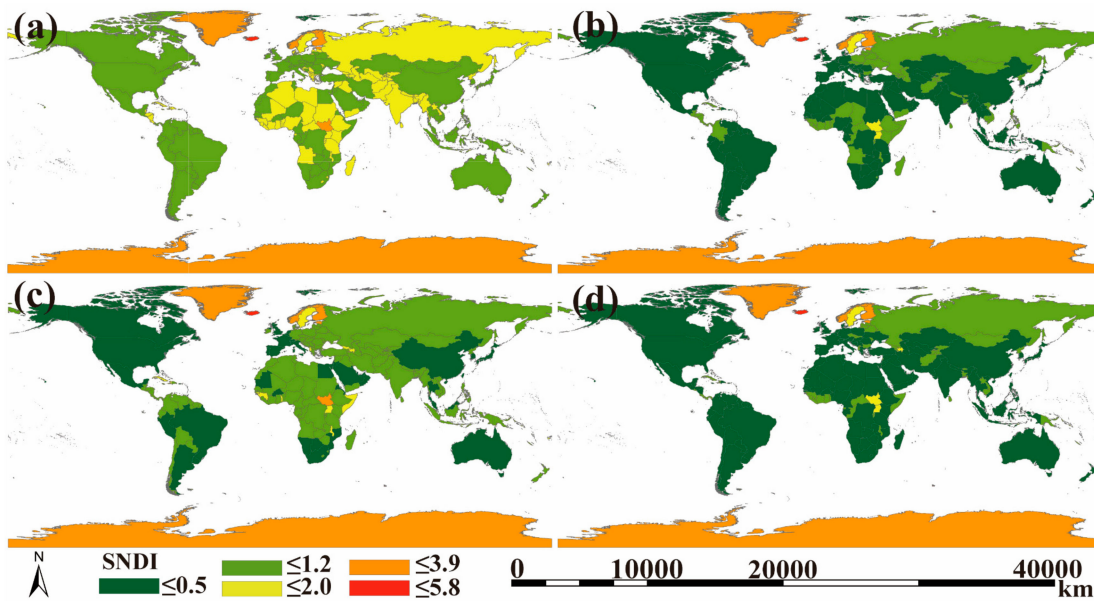 (a) (b)
(c) (d)
N
SNDI ≤1.2 ≤3.9 0 10000 20000 40000
≤0.5 ≤2.0 ≤5.8 km